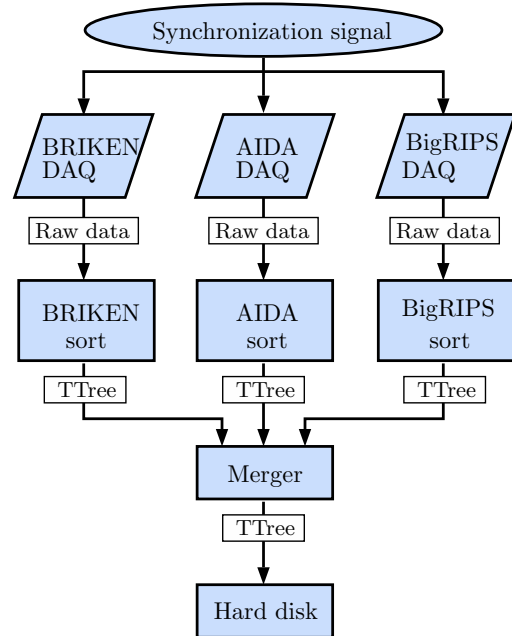 Synchronization signal
BRIKEN
DAQ
AIDA
DAQ
BigRIPS
DAQ
Raw data
Raw data
Raw data
BRIKEN
sort
AIDA
sort
BigRIPS
sort
TTree
TTree
TTree
Merger
TTree
Hard disk